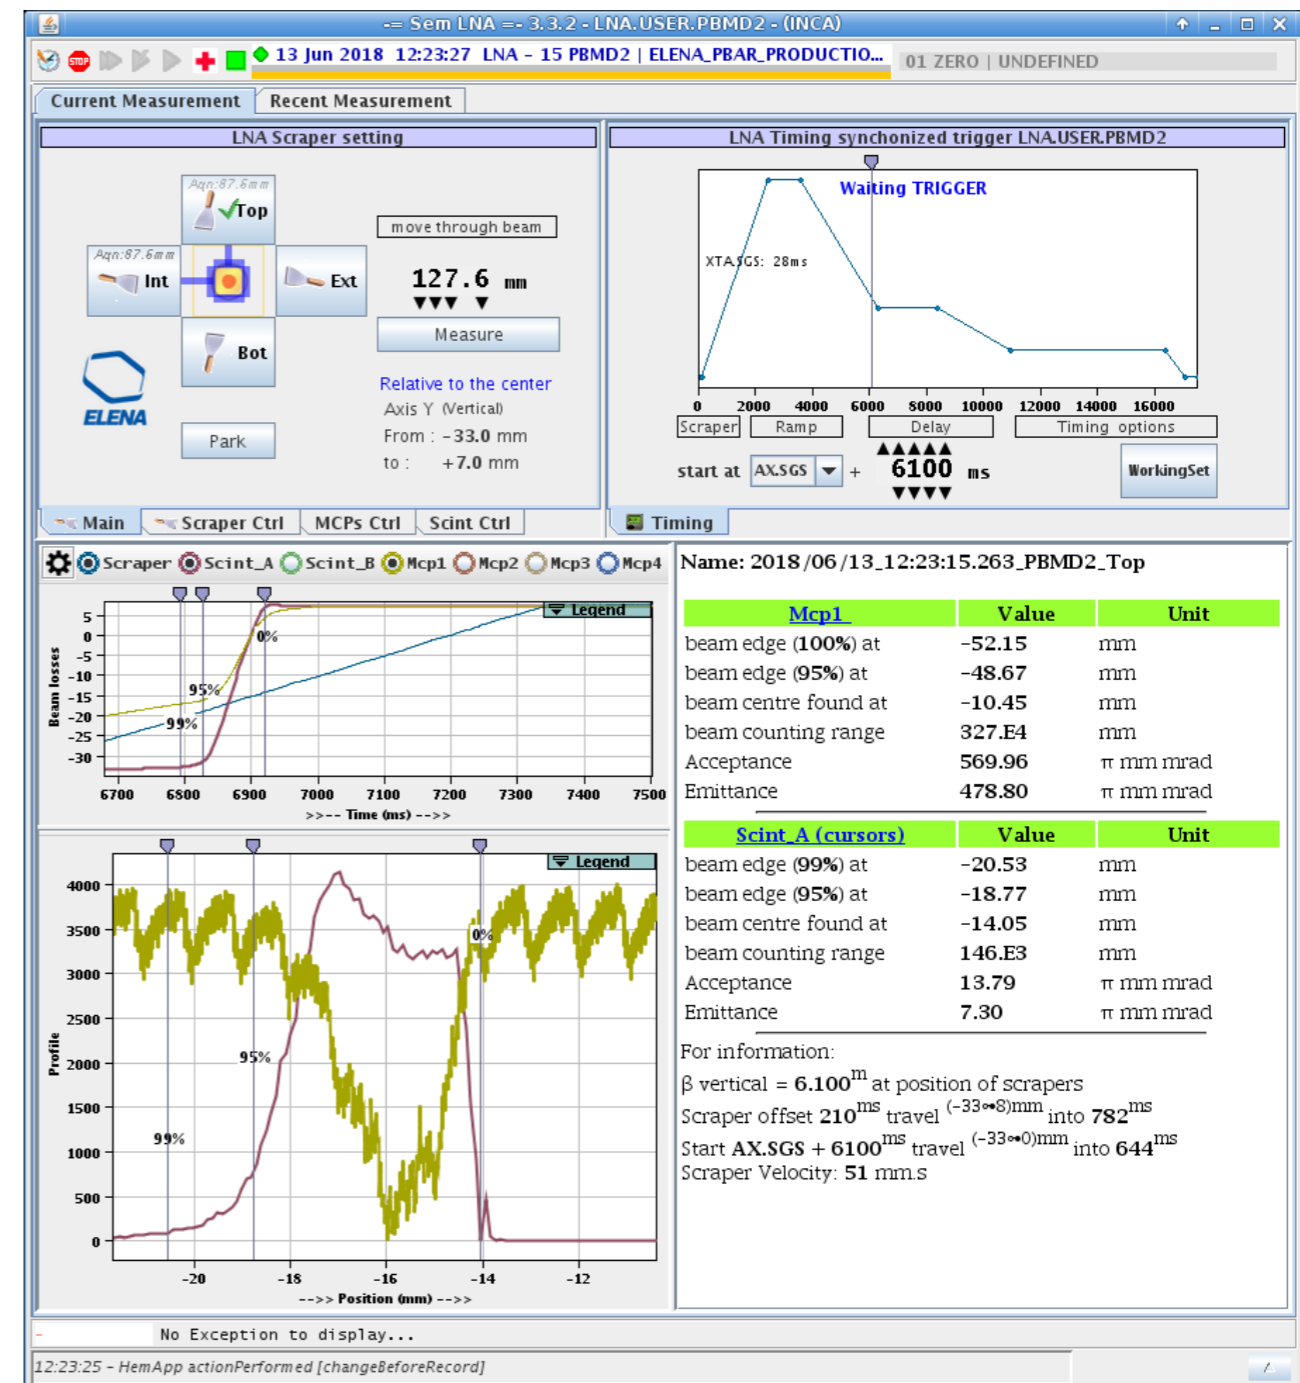 -= Sem LNA =- 3.3.2 - LNA.USER.PBMD2 - (INCA)
STOP 13 Jun 2018 12:23:27 LNA - 15 PBMD2 | ELENA_PBAR_PRODUCTIO... 01 ZERO | UNDEFINED
Current Measurement Recent Measurement
LNA Scraper setting
Aqn:87.6mm
Top
move through beam
Aqn:87.6mm
Int
Ext
127.6 mm
Measure
Bot
Relative to the center
Axis Y (Vertical)
ELENA
From : -33.0 mm
Park
to : +7.0 mm
Main Scraper Ctrl MCPs Ctrl Scint Ctrl
LNA Timing synchonized trigger LNA.USER.PBMD2
Waiting TRIGGER
XTA.SGS: 28ms
0 2000 4000 6000 8000 10000 12000 14000 16000
Scraper Ramp Delay Timing options
start at AX.SGS + 6100 ms WorkingSet
Timing
Scraper Scint_A Scint_B Mcp1 Mcp2 Mcp3 Mcp4
Legend
5
0
-5
-10
-15
-20
-25
-30
Beam losses
0%
95%
99%
6700 6800 6900 7000 7100 7200 7300 7400 7500
>>-- Time (ms) -->>
Legend
4000
3500
3000
2500
2000
1500
1000
500
0
Profile
0%
95%
99%
-20 -18 -16 -14 -12
-->> Position (mm) -->>
Name: 2018/06/13_12:23:15.263_PBMD2_Top
Mcp1 Value Unit
beam edge (100%) at -52.15 mm
beam edge (95%) at -48.67 mm
beam centre found at -10.45 mm
beam counting range 327.E4 mm
Acceptance 569.96 π mm mrad
Emittance 478.80 π mm mrad
Scint_A (cursors) Value Unit
beam edge (99%) at -20.53 mm
beam edge (95%) at -18.77 mm
beam centre found at -14.05 mm
beam counting range 146.E3 mm
Acceptance 13.79 π mm mrad
Emittance 7.30 π mm mrad
For information:
β vertical = 6.100m at position of scrapers
Scraper offset 210ms travel (-33⊶8)mm into 782ms
Start AX.SGS + 6100ms travel (-33⊶0)mm into 644ms
Scraper Velocity: 51 mm.s
- No Exception to display...
12:23:25 - HemApp actionPerformed [changeBeforeRecord]